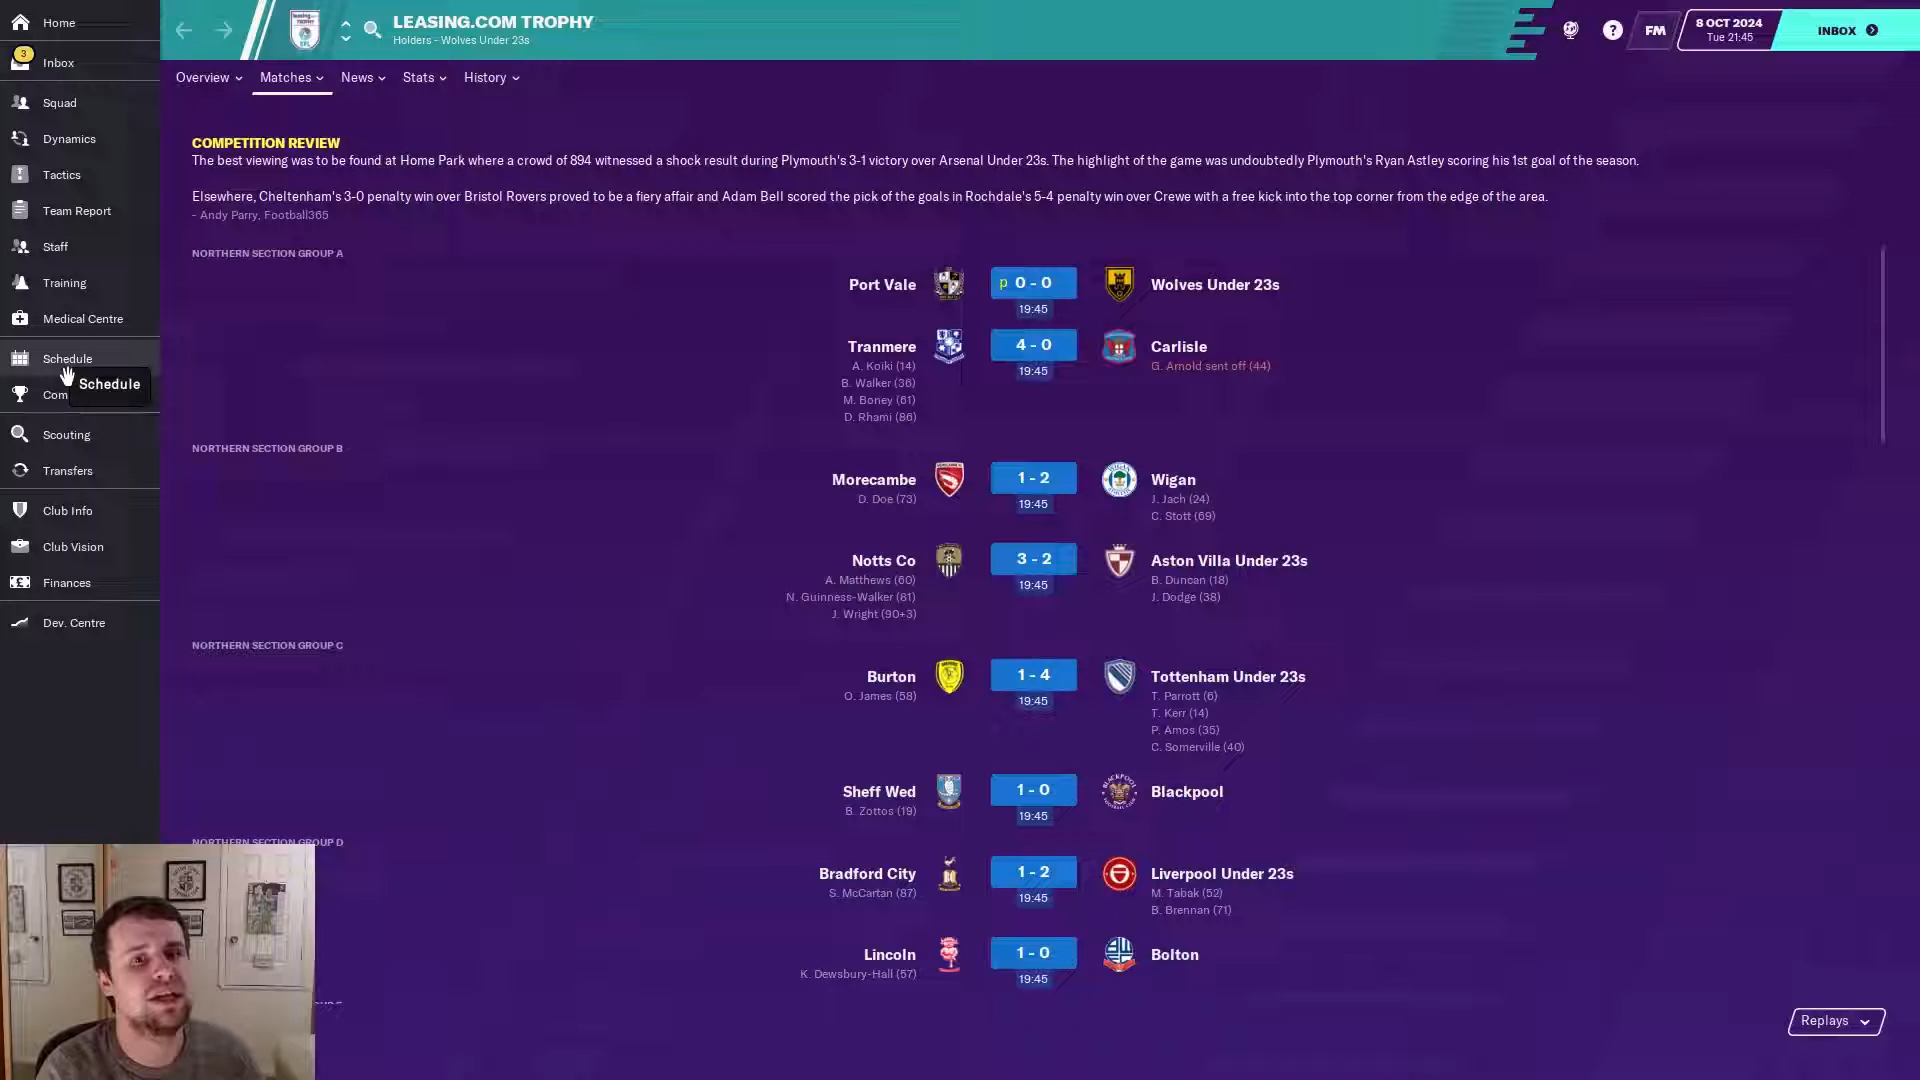 Home
3
Inbox
Squad
Dynamics
Tactics
Team Report
Staff
Training
Medical Centre
Schedule
Schedule
Com
Scouting
Transfers
Club Info
Club Vision
Finances
Dev. Centre
LEASING.COM TROPHY
Holders - Wolves Under 23s
? FM
8 OCT 2024
Tue 21:45
INBOX
Overview Matches News Stats History
COMPETITION REVIEW
The best viewing was to be found at Home Park where a crowd of 894 witnessed a shock result during Plymouth's 3-1 victory over Arsenal Under 23s. The highlight of the game was undoubtedly Plymouth's Ryan Astley scoring his 1st goal of the season.
Elsewhere, Cheltenham's 3-0 penalty win over Bristol Rovers proved to be a fiery affair and Adam Bell scored the pick of the goals in Rochdale's 5-4 penalty win over Crewe with a free kick into the top corner from the edge of the area.
- Andy Parry, Football365
NORTHERN SECTION GROUP A
Port Vale p 0 - 0 Wolves Under 23s
19:45
Tranmere 4 - 0 Carlisle
A. Koiki (14) 19:45 G. Arnold sent off (44)
B. Walker (36)
M. Boney (61)
D. Rhami (86)
NORTHERN SECTION GROUP B
Morecambe 1 - 2 Wigan
D. Doe (73) 19:45 J. Jach (24)
C. Stott (69)
Notts Co 3 - 2 Aston Villa Under 23s
A. Matthews (60) 19:45 B. Duncan (18)
N. Guinness-Walker (81) J. Dodge (38)
J. Wright (90+3)
NORTHERN SECTION GROUP C
Burton 1 - 4 Tottenham Under 23s
O. James (58) 19:45 T. Parrott (6)
T. Kerr (14)
P. Amos (35)
C. Somerville (40)
Sheff Wed 1 - 0 Blackpool
B. Zottos (19) 19:45
NORTHERN SECTION GROUP D
Bradford City 1 - 2 Liverpool Under 23s
S. McCartan (87) 19:45 M. Tabak (52)
B. Brennan (71)
Lincoln 1 - 0 Bolton
K. Dewsbury-Hall (57) 19:45
Replays